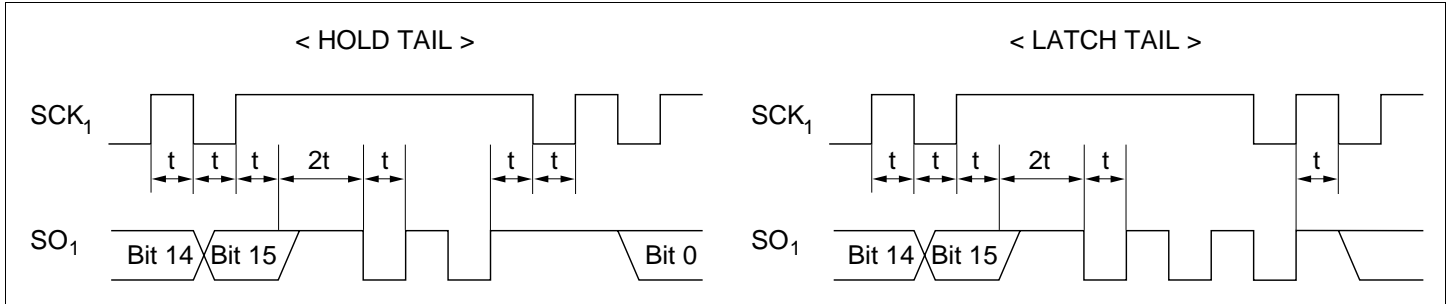 < HOLD TAIL >
SCK₁
t t t 2t t t t
SO₁
Bit 14 Bit 15 Bit 0
< LATCH TAIL >
SCK₁
t t t 2t t t
SO₁
Bit 14 Bit 15